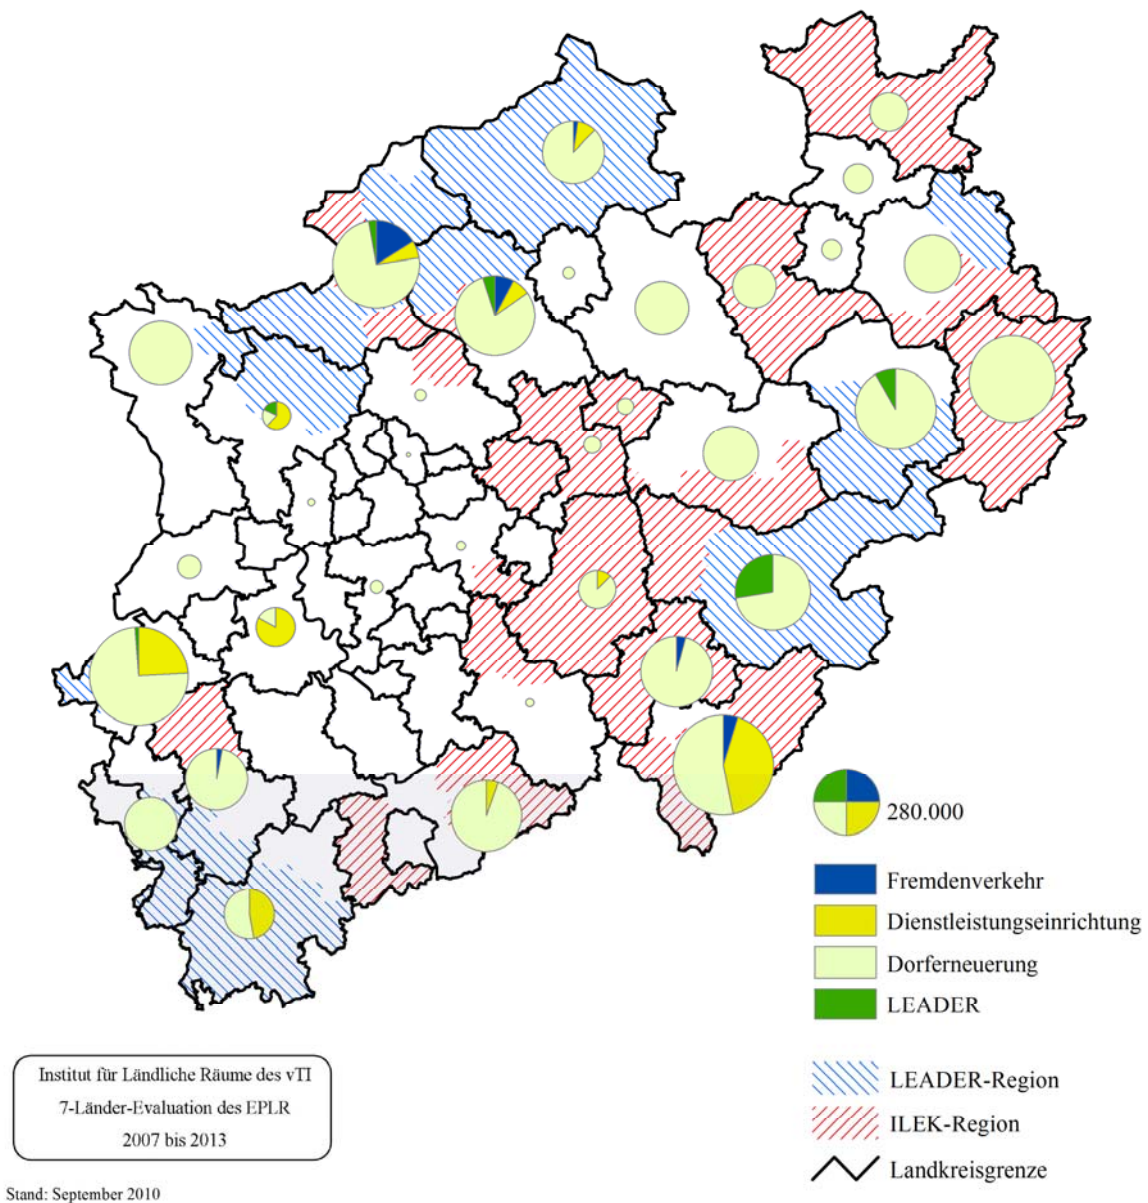 280.000
Fremdenverkehr
Dienstleistungseinrichtung
Dorferneuerung
LEADER
LEADER-Region
ILEK-Region
Landkreisgrenze
Institut für Ländliche Räume des vTI
7-Länder-Evaluation des EPLR
2007 bis 2013
Stand: September 2010